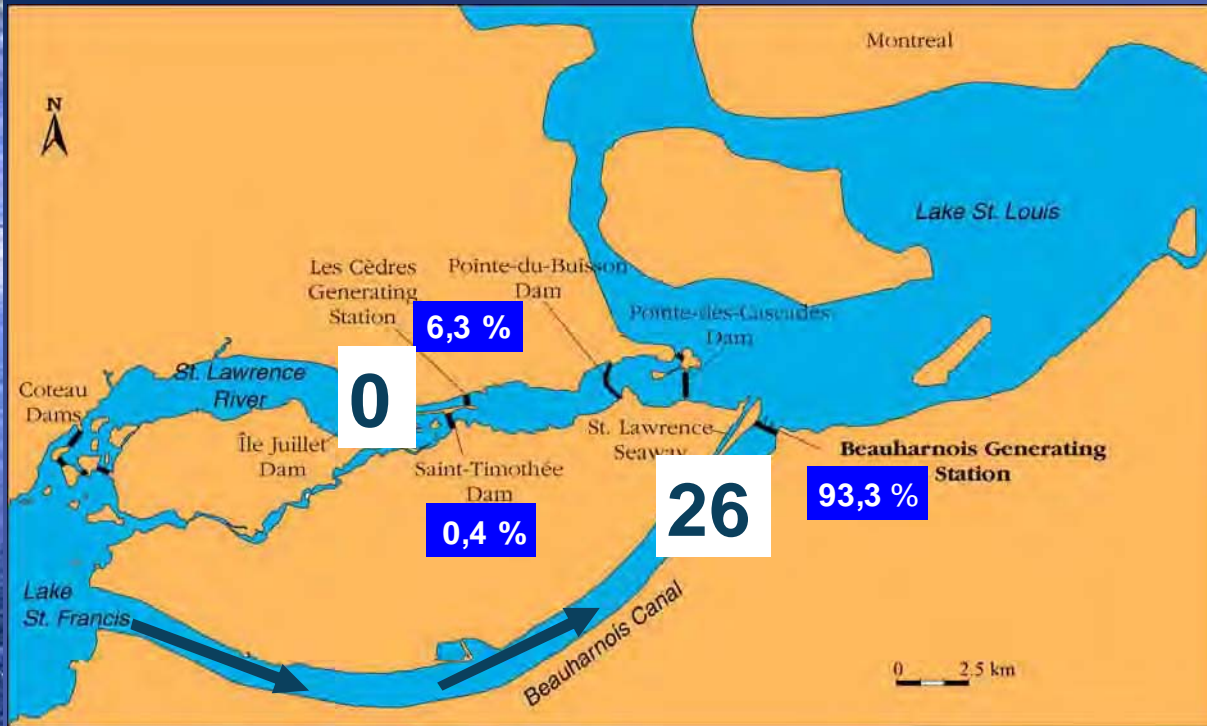 Montreal
N
Lake St. Louis
Les Cèdres
Generating
Station
Pointe-du-Buisson
Dam
6,3 %
Pointe-des-Cascades
Dam
St. Lawrence
River
0
Coteau
Dams
Île Juillet
Dam
Saint-Timothée
Dam
0,4 %
St. Lawrence
Seaway
Beauharnois Generating
Station
93,3 %
26
Lake
St. Francis
Beauharnois Canal
0 2.5 km